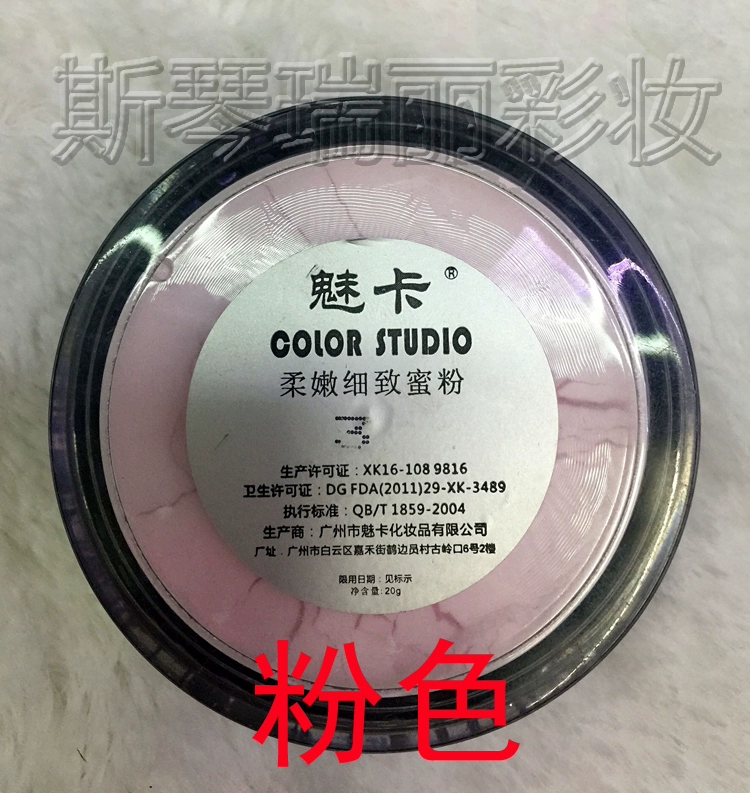 斯琴瑞丽彩妆
魅卡®
COLOR STUDIO
柔嫩细致蜜粉
3
生产许可证：XK16-108 9816
卫生许可证：DG FDA(2011)29-XK-3489
执行标准：QB/T 1859-2004
生产商：广州市魅卡化妆品有限公司
厂址．广州市白云区嘉禾街鹤边员村古岭口6号2樓
限用日期：见标示
净含量:20g
粉色